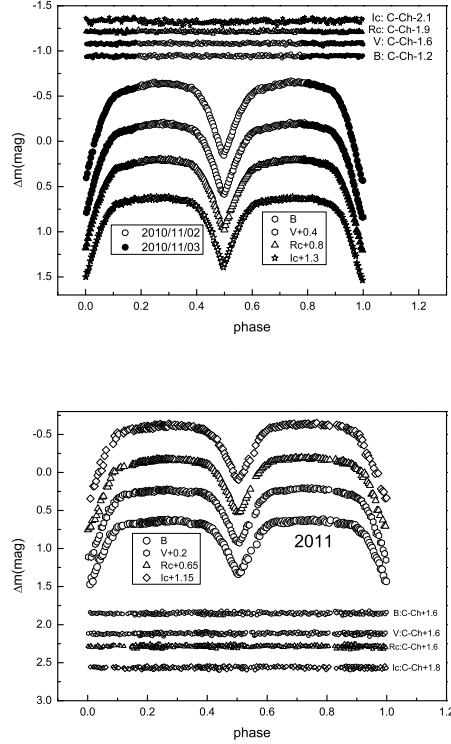 -1.5
-1.0
-0.5
0.0
0.5
1.0
1.5
Δm(mag)
Ic: C-Ch-2.1
Rc: C-Ch-1.9
V: C-Ch-1.6
B: C-Ch-1.2
2010/11/02
2010/11/03
B
V+0.4
Rc+0.8
Ic+1.3
0.0 0.2 0.4 0.6 0.8 1.0 1.2
phase
-0.5
0.0
0.5
1.0
1.5
2.0
2.5
3.0
Δm(mag)
B
V+0.2
Rc+0.65
Ic+1.15
2011
B:C-Ch+1.6
V:C-Ch+1.6
Rc:C-Ch+1.6
Ic:C-Ch+1.8
0.0 0.2 0.4 0.6 0.8 1.0 1.2
phase